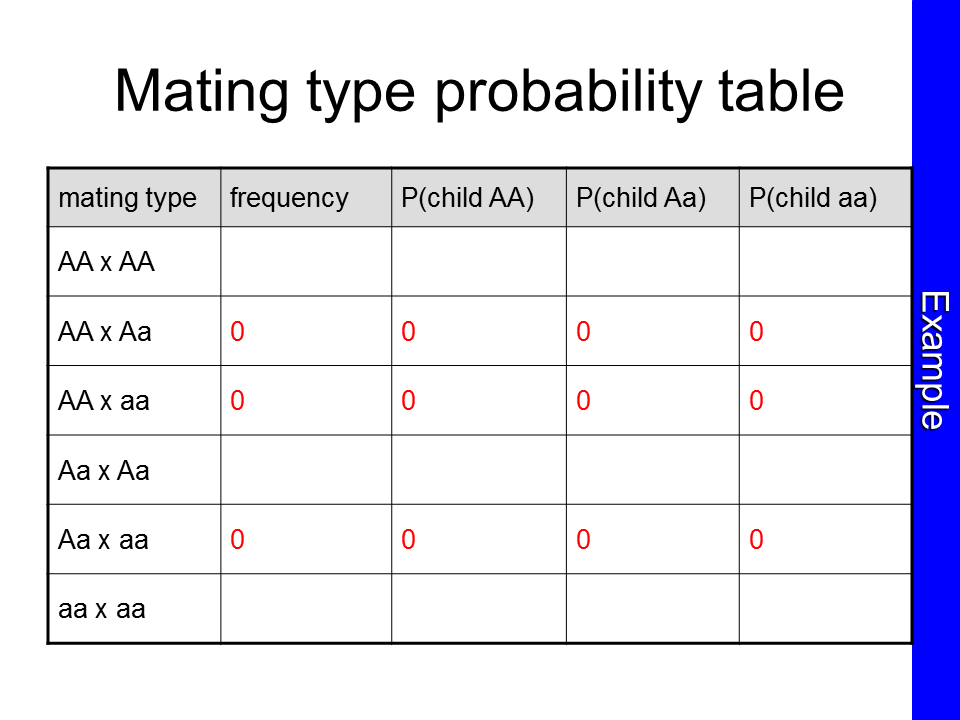 Mating type probability table
mating type frequency P(child AA) P(child Aa) P(child aa)
AA x AA
AA x Aa 0 0 0 0
AA x aa 0 0 0 0
Aa x Aa
Aa x aa 0 0 0 0
aa x aa
Example